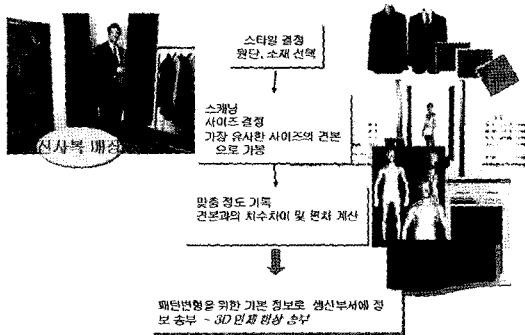 신사복 매장
스타일 결정
원단, 소재 선택
스캐닝
사이즈 결정
가장 유사한 사이즈의 견본
으로 가봉
맞춤 정도 기록
견본과의 치수차이 및 편차 계산
패턴변형을 위한 기본 정보로 생산부서에 정
보 송부 ~ 3D 인체 형상 송부